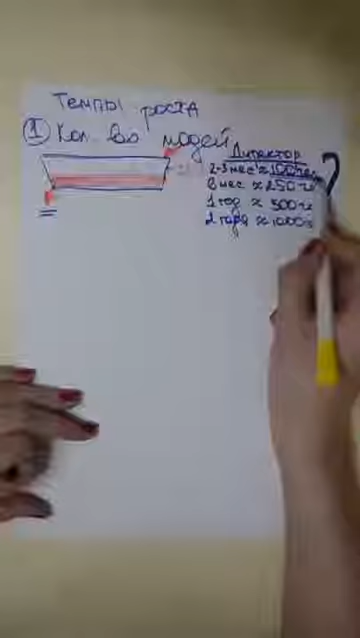 Темпы роста
① Кол-во людей
Директор
2-3 мес ≈ 100 чел
6 мес ≈ 250 чел
1 год ≈ 500 чел
2 года ≈ 1000